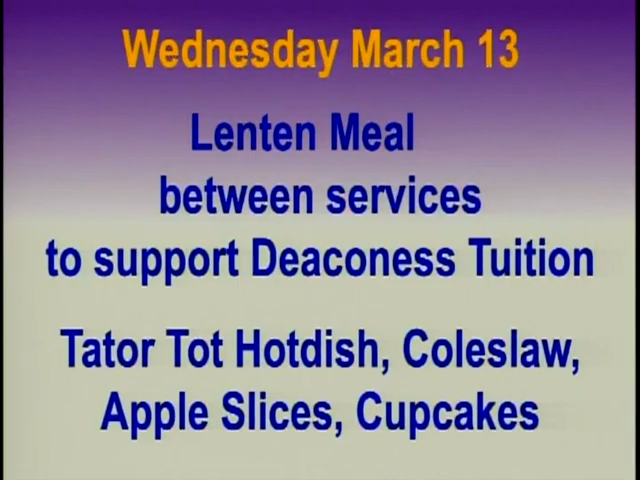 Wednesday March 13
Lenten Meal
between services
to support Deaconess Tuition
Tator Tot Hotdish, Coleslaw,
Apple Slices, Cupcakes